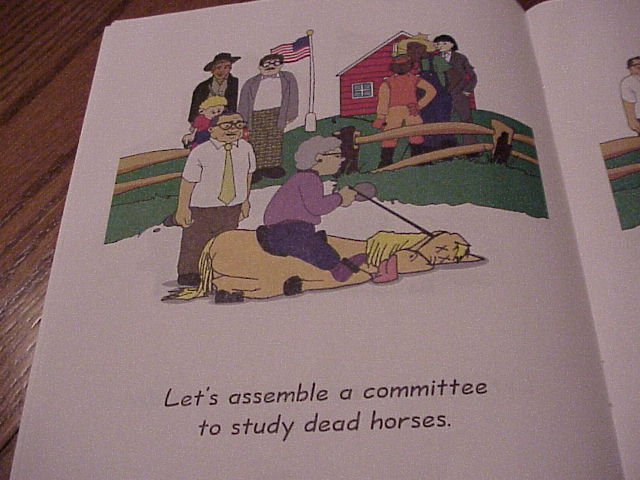 Let's assemble a committee
to study dead horses.